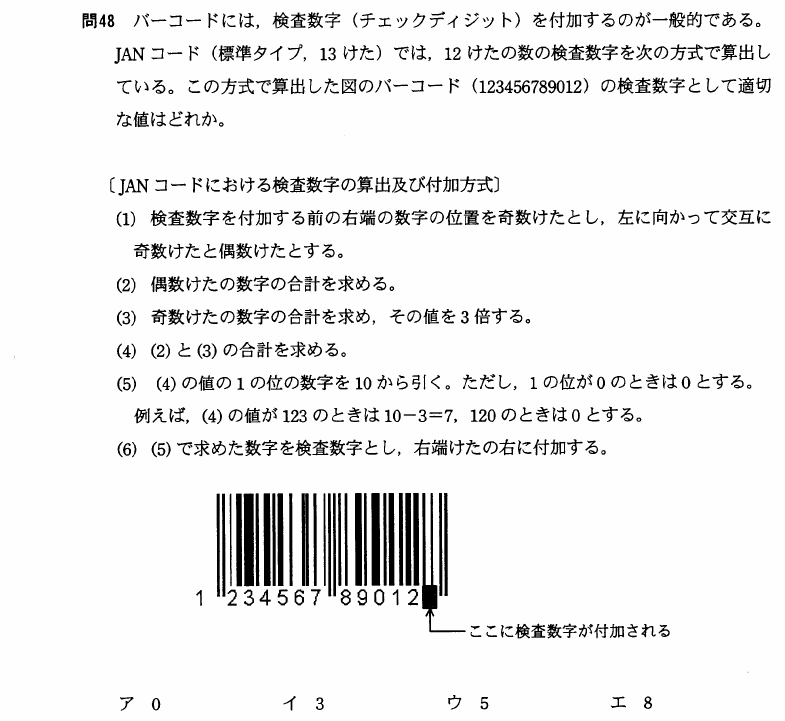 問48 バーコードには，検査数字（チェックディジット）を付加するのが一般的である。
JANコード（標準タイプ，13けた）では，12けたの数の検査数字を次の方式で算出し
ている。この方式で算出した図のバーコード（123456789012）の検査数字として適切
な値はどれか。
〔JANコードにおける検査数字の算出及び付加方式〕
(1) 検査数字を付加する前の右端の数字の位置を奇数けたとし，左に向かって交互に
奇数けたと偶数けたとする。
(2) 偶数けたの数字の合計を求める。
(3) 奇数けたの数字の合計を求め，その値を3倍する。
(4) (2)と(3)の合計を求める。
(5) (4)の値の1の位の数字を10から引く。ただし，1の位が0のときは0とする。
例えば，(4)の値が123のときは10－3＝7，120のときは0とする。
(6) (5)で求めた数字を検査数字とし，右端けたの右に付加する。
1 234567 89012
ここに検査数字が付加される
ア 0 イ 3 ウ 5 エ 8